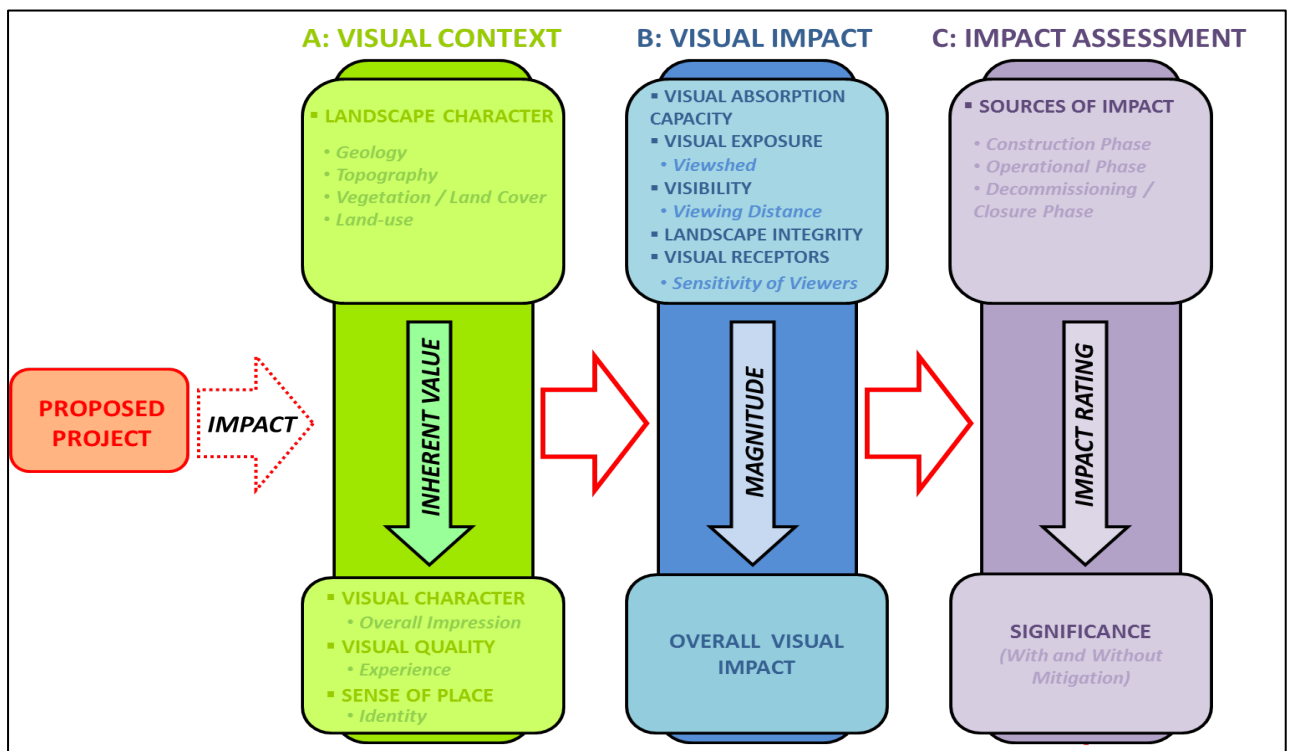 A: VISUAL CONTEXT
▪ LANDSCAPE CHARACTER
• Geology
• Topography
• Vegetation / Land Cover
• Land-use
INHERENT VALUE
▪ VISUAL CHARACTER
• Overall Impression
▪ VISUAL QUALITY
• Experience
▪ SENSE OF PLACE
• Identity
B: VISUAL IMPACT
▪ VISUAL ABSORPTION
CAPACITY
▪ VISUAL EXPOSURE
• Viewshed
▪ VISIBILITY
• Viewing Distance
▪ LANDSCAPE INTEGRITY
▪ VISUAL RECEPTORS
• Sensitivity of Viewers
MAGNITUDE
OVERALL VISUAL
IMPACT
C: IMPACT ASSESSMENT
▪ SOURCES OF IMPACT
• Construction Phase
• Operational Phase
• Decommissioning /
Closure Phase
IMPACT RATING
SIGNIFICANCE
(With and Without
Mitigation)
PROPOSED
PROJECT
IMPACT